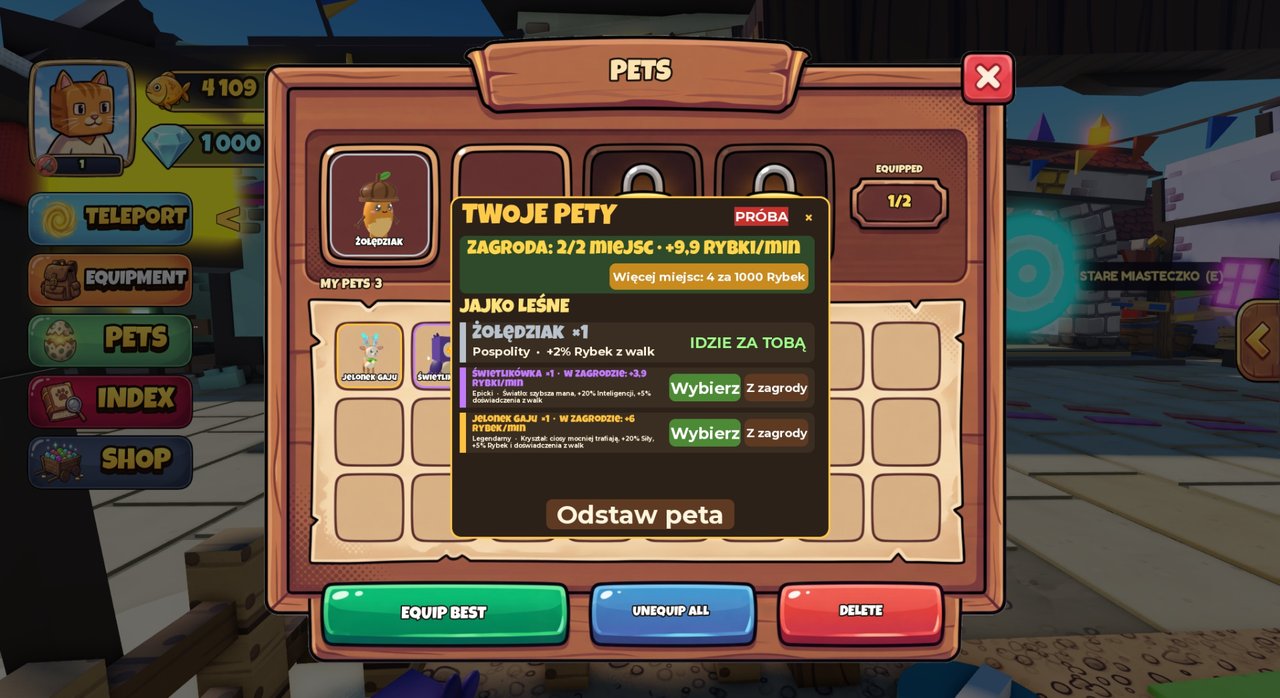 PETS
4109
1000
1
TELEPORT
<
EQUIPMENT
PETS
INDEX
SHOP
ŻOŁĘDZIAK
EQUIPPED
1/2
MY PETS 3
JELONEK GAJU
TWOJE PETY
PRÓBA
×
ZAGRODA: 2/2 MIEJSC · +9,9 RYBKI/MIN
Więcej miejsc: 4 za 1000 Rybek
JAJKO LEŚNE
ŻOŁĘDZIAK ×1
Pospolity · +2% Rybek z walk
IDZIE ZA TOBĄ
ŚWIETLIKÓWKA ×1 · W ZAGRODZIE: +3,9
RYBKI/MIN
Epicki · Światło: szybsza mana, +20% Inteligencji, +5%
doświadczenia z walk
Wybierz
Z zagrody
JELONEK GAJU ×1 · W ZAGRODZIE: +6
RYBEK/MIN
Legendarny · Kryształ: ciosy mocniej trafiają, +20% Siły,
+5% Rybek i doświadczenia z walk
Wybierz
Z zagrody
Odstaw peta
STARE MIASTECZKO (E)
EQUIP BEST
UNEQUIP ALL
DELETE